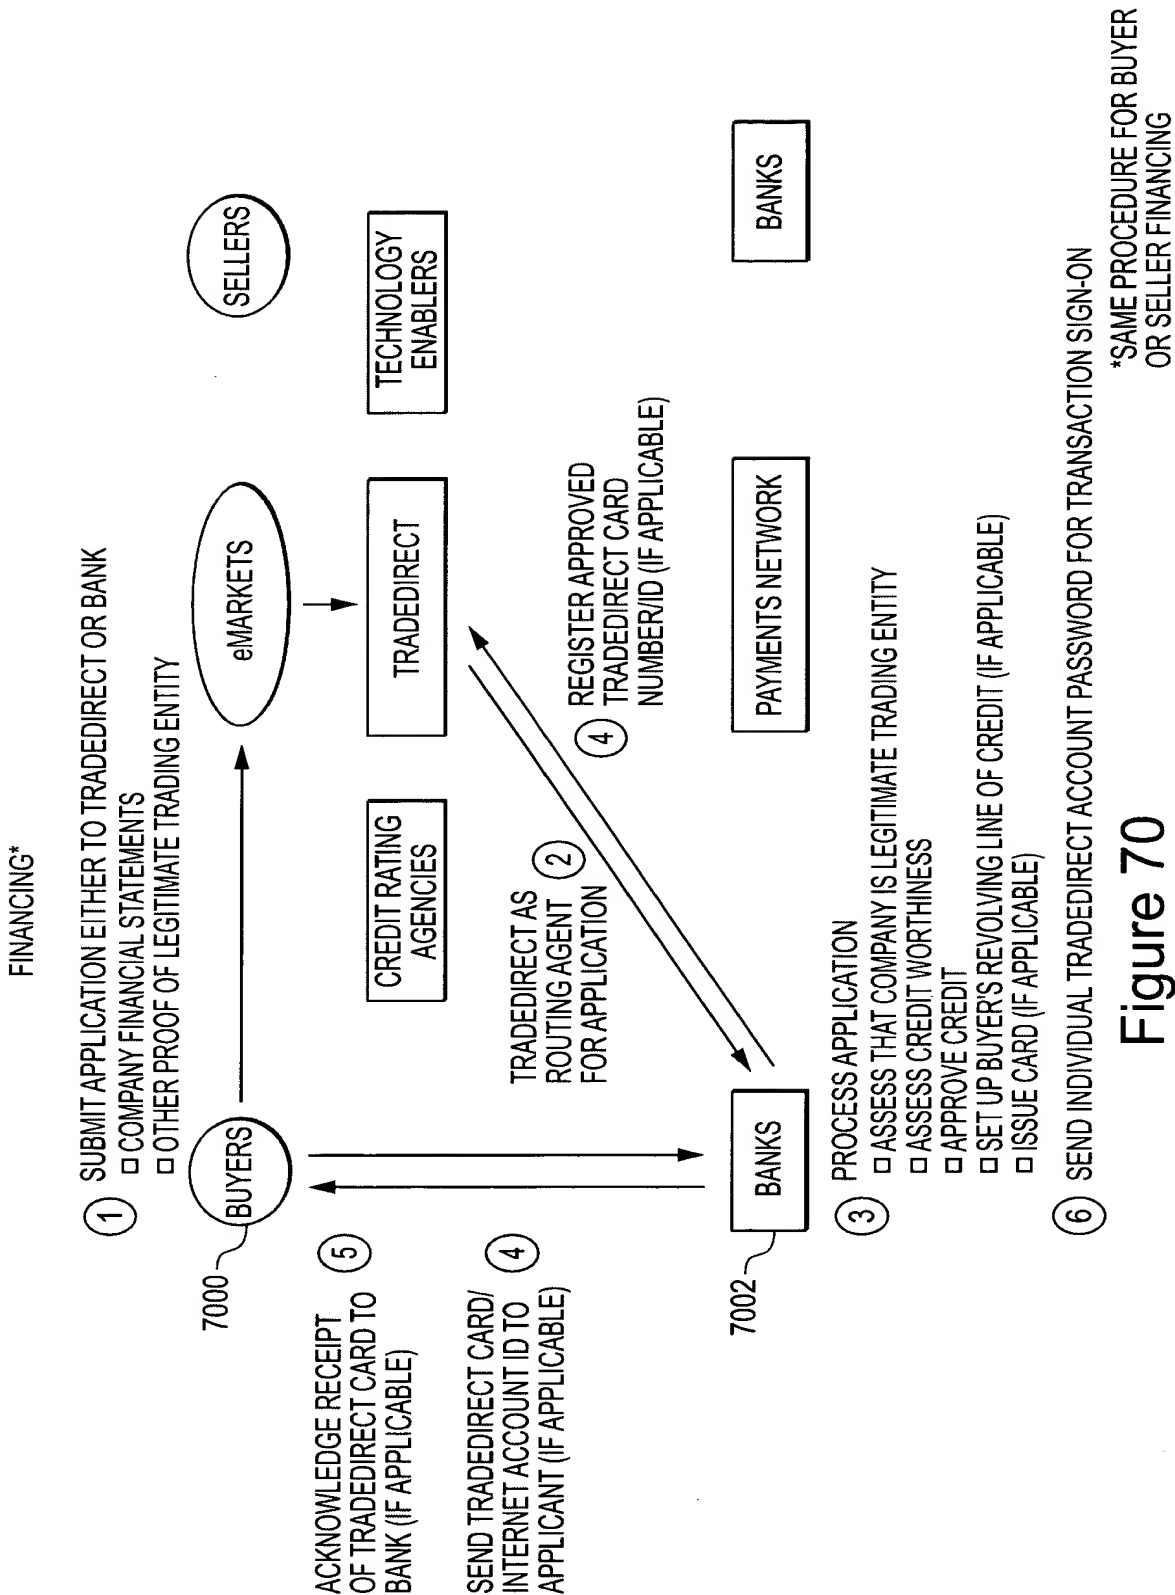 FINANCING*
① SUBMIT APPLICATION EITHER TO TRADEDIRECT OR BANK
□ COMPANY FINANCIAL STATEMENTS
□ OTHER PROOF OF LEGITIMATE TRADING ENTITY
7000
BUYERS
eMARKETS
SELLERS
⑤
ACKNOWLEDGE RECEIPT
OF TRADEDIRECT CARD TO
BANK (IF APPLICABLE)
CREDIT RATING
AGENCIES
TRADEDIRECT
TECHNOLOGY
ENABLERS
④
SEND TRADEDIRECT CARD/
INTERNET ACCOUNT ID TO
APPLICANT (IF APPLICABLE)
TRADEDIRECT AS
ROUTING AGENT ②
FOR APPLICATION
④ REGISTER APPROVED
TRADEDIRECT CARD
NUMBER/ID (IF APPLICABLE)
7002
BANKS
PAYMENTS NETWORK
BANKS
③ PROCESS APPLICATION
□ ASSESS THAT COMPANY IS LEGITIMATE TRADING ENTITY
□ ASSESS CREDIT WORTHINESS
□ APPROVE CREDIT
□ SET UP BUYER'S REVOLVING LINE OF CREDIT (IF APPLICABLE)
□ ISSUE CARD (IF APPLICABLE)
⑥ SEND INDIVIDUAL TRADEDIRECT ACCOUNT PASSWORD FOR TRANSACTION SIGN-ON
*SAME PROCEDURE FOR BUYER
OR SELLER FINANCING
Figure 70